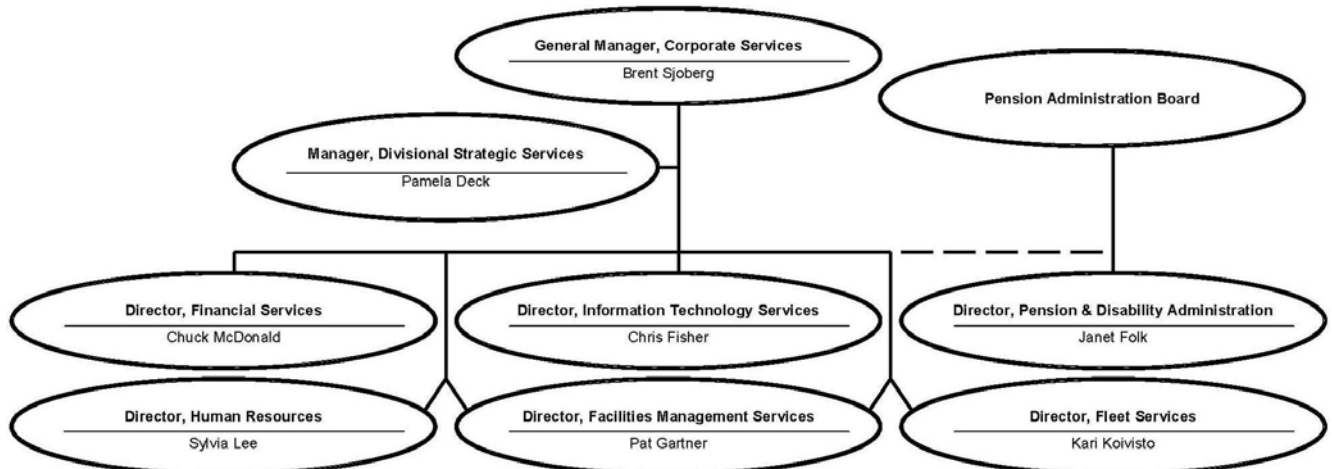 General Manager, Corporate Services
Brent Sjoberg
Pension Administration Board
Manager, Divisional Strategic Services
Pamela Deck
Director, Financial Services
Chuck McDonald
Director, Information Technology Services
Chris Fisher
Director, Pension & Disability Administration
Janet Folk
Director, Human Resources
Sylvia Lee
Director, Facilities Management Services
Pat Gartner
Director, Fleet Services
Kari Koivisto